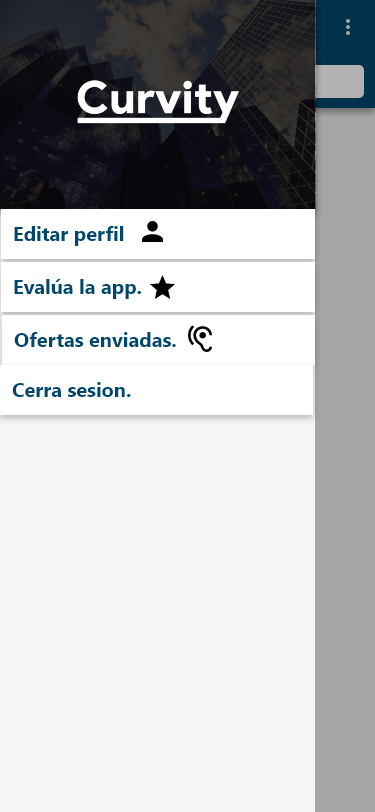 Curvity
Editar perfil
Evalúa la app.
Ofertas enviadas.
Cerra sesion.